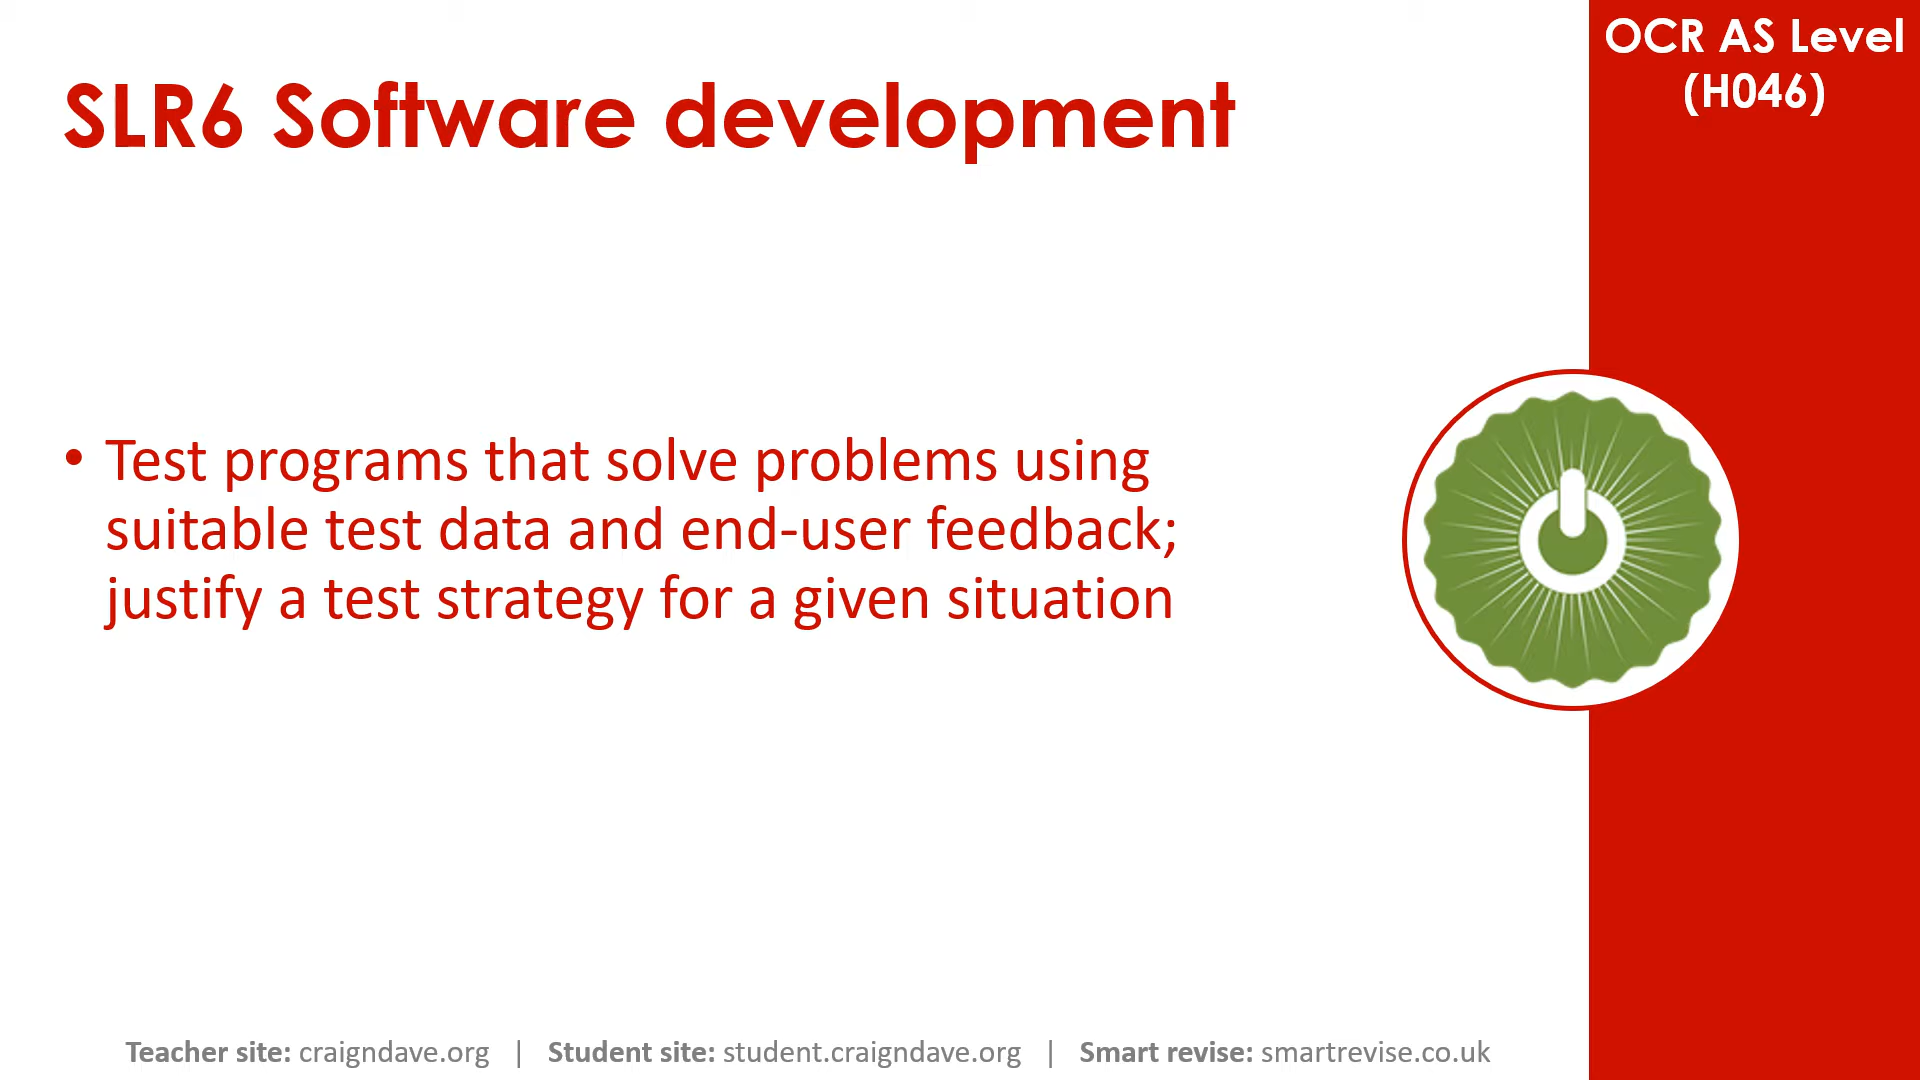 OCR AS Level
(H046)
SLR6 Software development
• Test programs that solve problems using
suitable test data and end-user feedback;
justify a test strategy for a given situation
Teacher site: craigndave.org | Student site: student.craigndave.org | Smart revise: smartrevise.co.uk